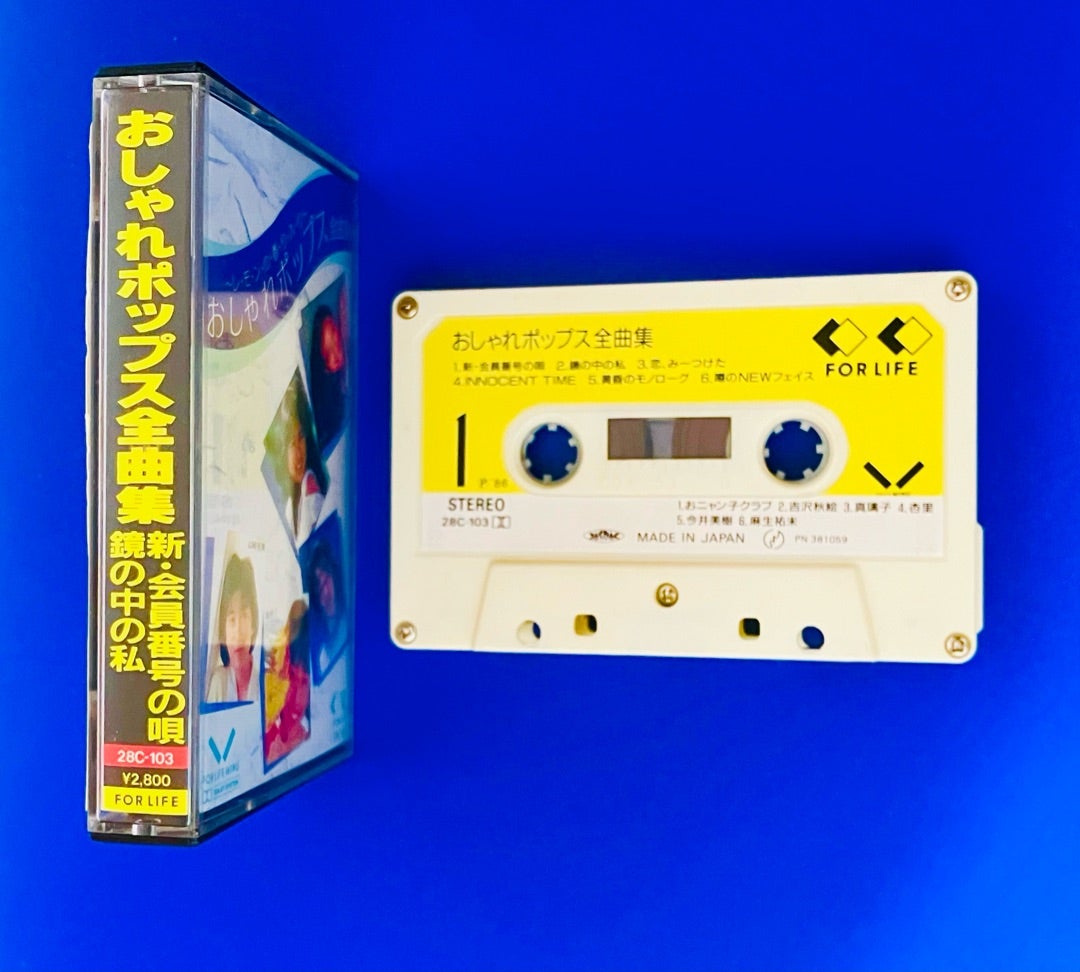 おしゃれポップス全曲集
新・会員番号の唄
鏡の中の私
28C-103
¥2,800
FOR LIFE
おしゃれポップス
おしゃれポップス全曲集
1.新・会員番号の唄 2.鏡の中の私 3.恋、みーつけた
4.INNOCENT TIME 5.黄昏のモノローグ 6.噂のNEWフェイス
FOR LIFE
1
P.'86
STEREO
28C-103
1.おニャン子クラブ 2.吉沢秋絵 3.真璃子 4.杏里
5.今井美樹 6.麻生祐未
MADE IN JAPAN
PN 381059